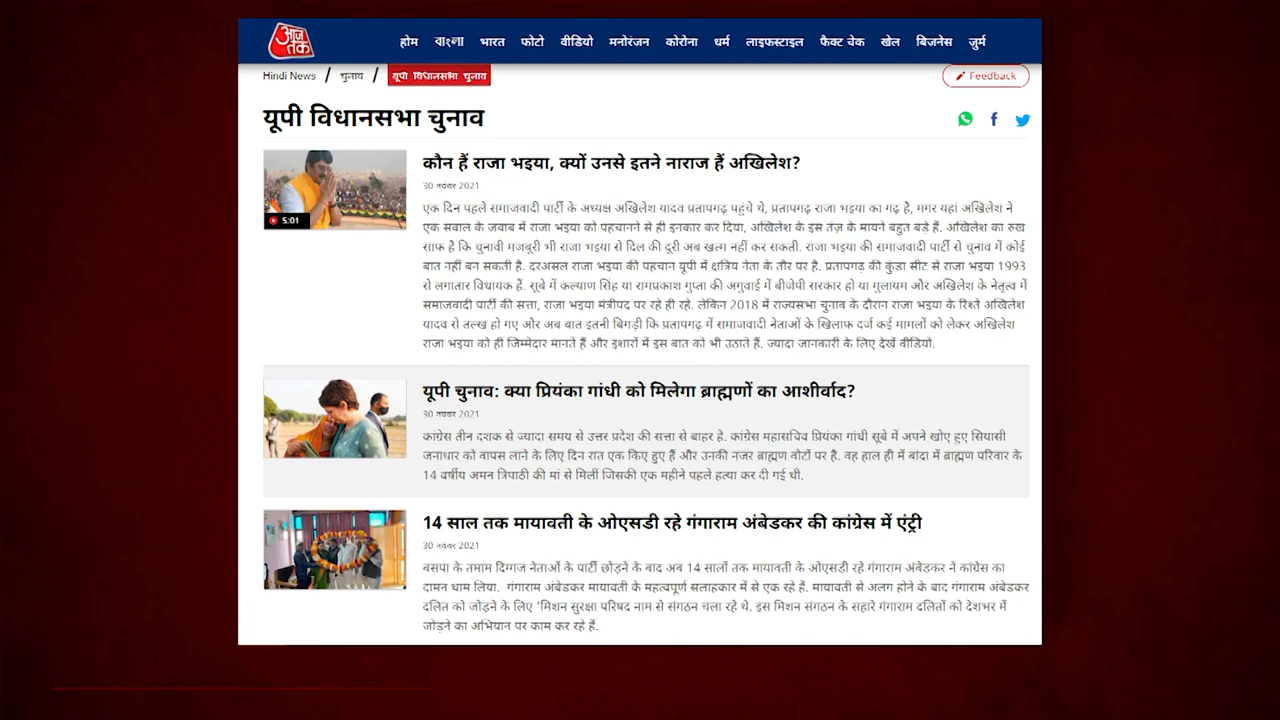 आज
तक
होम বাংলা भारत फोटो वीडियो मनोरंजन कोरोना धर्म लाइफस्टाइल फैक्ट चेक खेल बिजनेस जुर्म
Hindi News / चुनाव / यूपी विधानसभा चुनाव Feedback
यूपी विधानसभा चुनाव
कौन हैं राजा भइया, क्यों उनसे इतने नाराज हैं अखिलेश?
30 नवंबर 2021
5:01
एक दिन पहले समाजवादी पार्टी के अध्यक्ष अखिलेश यादव प्रतापगढ़ पहुंचे थे, प्रतापगढ़ राजा भइया का गढ़ है, मगर यहां अखिलेश ने
एक सवाल के जवाब में राजा भइया को पहचानने से ही इनकार कर दिया, अखिलेश के इस तंज़ के मायने बहुत बड़े हैं. अखिलेश का रुख
साफ है कि चुनावी मजबूरी भी राजा भइया से दिल की दूरी अब खत्म नहीं कर सकती. राजा भइया की समाजवादी पार्टी से चुनाव में कोई
बात नहीं बन सकती है. दरअसल राजा भइया की पहचान यूपी में क्षत्रिय नेता के तौर पर है. प्रतापगढ़ की कुंडा सीट से राजा भइया 1993
से लगातार विधायक हैं. सूबे में कल्याण सिंह या रामप्रकाश गुप्ता की अगुवाई में बीजेपी सरकार हो या मुलायम और अखिलेश के नेतृत्व में
समाजवादी पार्टी की सत्ता, राजा भइया मंत्रीपद पर रहे ही रहे. लेकिन 2018 में राज्यसभा चुनाव के दौरान राजा भइया के रिश्ते अखिलेश
यादव से तल्ख हो गए और अब बात इतनी बिगड़ी कि प्रतापगढ़ में समाजवादी नेताओं के खिलाफ दर्ज कई मामलों को लेकर अखिलेश
राजा भइया को ही जिम्मेदार मानते हैं और इशारों में इस बात को भी उठाते हैं. ज्यादा जानकारी के लिए देखें वीडियो.
यूपी चुनाव: क्या प्रियंका गांधी को मिलेगा ब्राह्मणों का आशीर्वाद?
30 नवंबर 2021
कांग्रेस तीन दशक से ज्यादा समय से उत्तर प्रदेश की सत्ता से बाहर हे. कांग्रेस महासचिव प्रियंका गांधी सूबे में अपने खोए हुए सियासी
जनाधार को वापस लाने के लिए दिन रात एक किए हुए हैं और उनकी नजर ब्राह्मण वोटों पर है. वह हाल ही में बांदा में ब्राह्मण परिवार के
14 वर्षीय अमन त्रिपाठी की मां से मिलीं जिसकी एक महीने पहले हत्या कर दी गई थी.
14 साल तक मायावती के ओएसडी रहे गंगाराम अंबेडकर की कांग्रेस में एंट्री
30 नवंबर 2021
बसपा के तमाम दिग्गज नेताओं के पार्टी छोड़ने के बाद अब 14 सालों तक मायावती के ओएसडी रहे गंगाराम अंबेडकर ने कांग्रेस का
दामन थाम लिया. गंगाराम अंबेडकर मायावती के महत्वपूर्ण सलाहकार में से एक रहे हैं. मायावती से अलग होने के बाद गंगाराम अंबेडकर
दलित को जोड़ने के लिए 'मिशन सुरक्षा परिषद नाम से संगठन चला रहे थे. इस मिशन संगठन के सहारे गंगाराम दलितों को देशभर में
जोड़ने का अभियान पर काम कर रहे हैं.